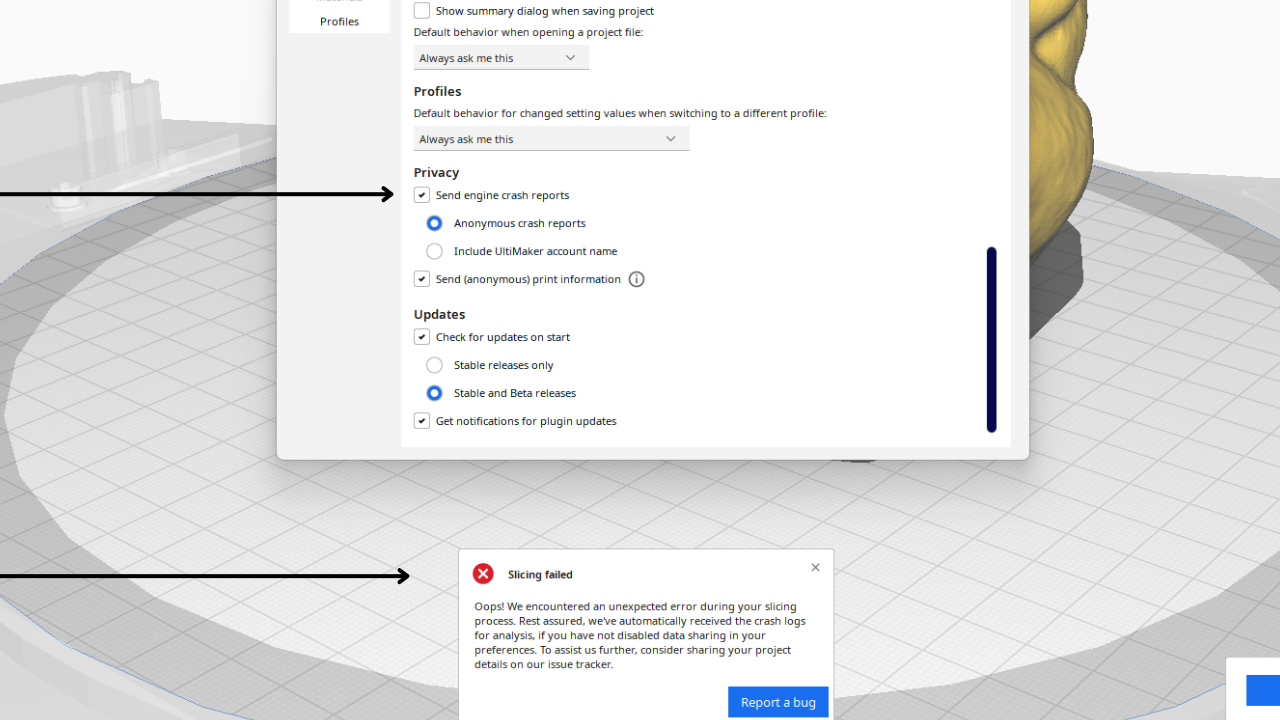 Profiles
Show summary dialog when saving project
Default behavior when opening a project file:
Always ask me this
Profiles
Default behavior for changed setting values when switching to a different profile:
Always ask me this
Privacy
Send engine crash reports
Anonymous crash reports
Include UltiMaker account name
Send (anonymous) print information
Updates
Check for updates on start
Stable releases only
Stable and Beta releases
Get notifications for plugin updates
Slicing failed
Oops! We encountered an unexpected error during your slicing
process. Rest assured, we've automatically received the crash logs
for analysis, if you have not disabled data sharing in your
preferences. To assist us further, consider sharing your project
details on our issue tracker.
Report a bug